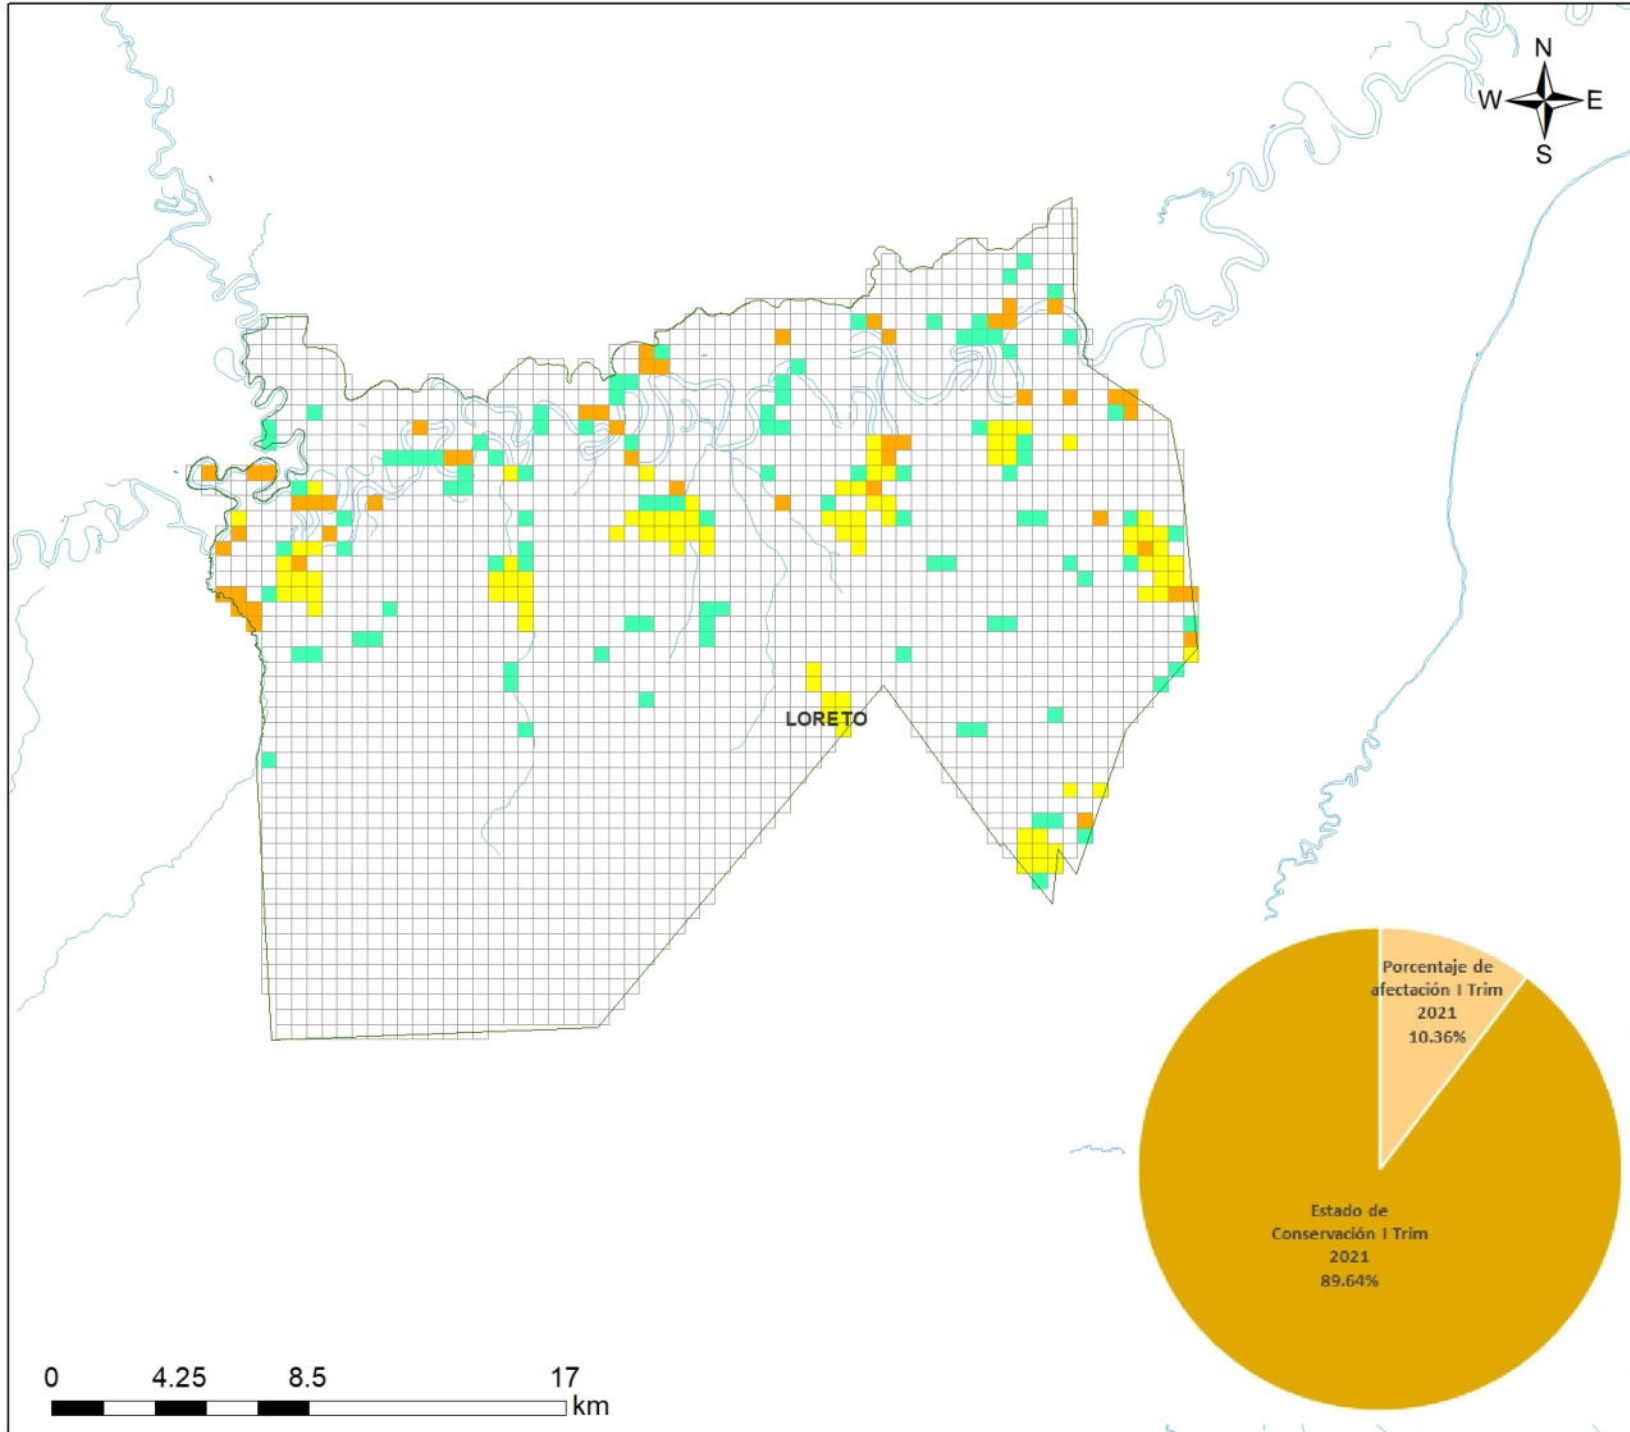 N
W E
S
LORETO
Porcentaje de
afectación I Trim
2021
10.36%
Estado de
Conservación I Trim
2021
89.64%
0 4.25 8.5 17
km